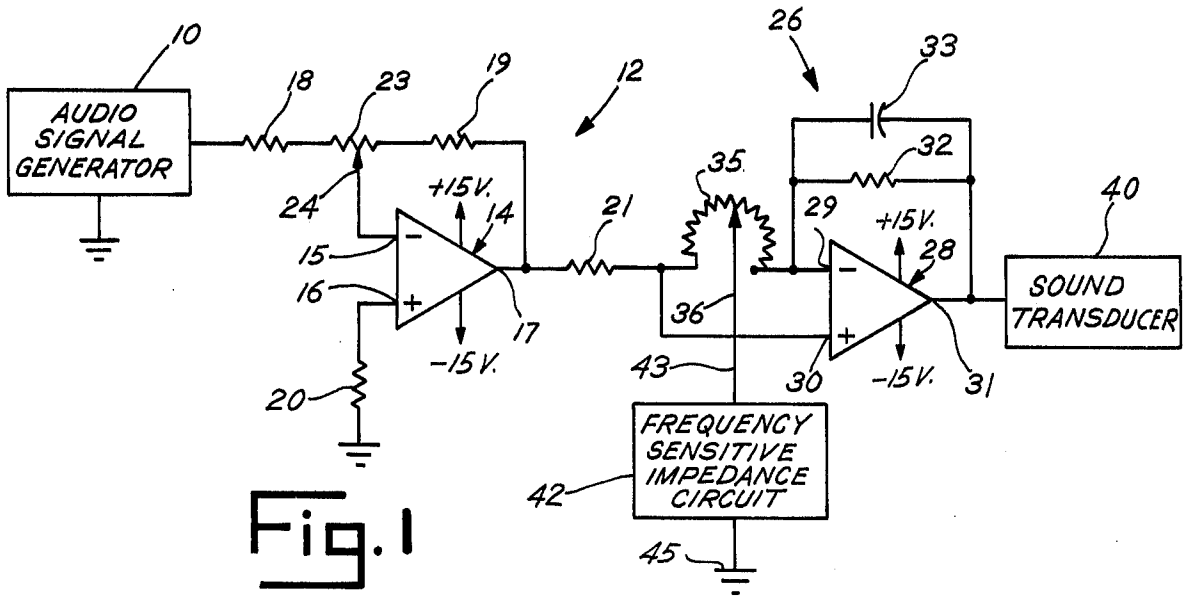 10
AUDIO
SIGNAL
GENERATOR
18
23
19
12
24
+15V.
14
15
16
−
+
17
-15V.
20
21
26
33
32
35
29
+15V.
28
−
+
30
-15V.
31
36
43
40
SOUND
TRANSDUCER
FREQUENCY
SENSITIVE
IMPEDANCE
CIRCUIT
42
45
Fig. 1